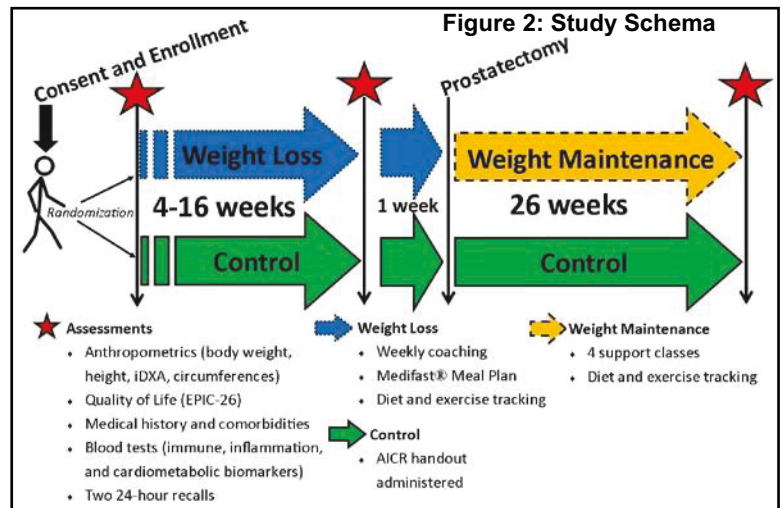 Figure 2: Study Schema
Consent and Enrollment
Prostatectomy
Weight Loss
Weight Maintenance
Randomization
4-16 weeks
1 week
26 weeks
Control
Control
Assessments
⬧ Anthropometrics (body weight,
height, iDXA, circumferences)
⬧ Quality of Life (EPIC-26)
⬧ Medical history and comorbidities
⬧ Blood tests (immune, inflammation,
and cardiometabolic biomarkers)
⬧ Two 24-hour recalls
Weight Loss
⬧ Weekly coaching
⬧ Medifast® Meal Plan
⬧ Diet and exercise tracking
Control
⬧ AICR handout
administered
Weight Maintenance
⬧ 4 support classes
⬧ Diet and exercise tracking